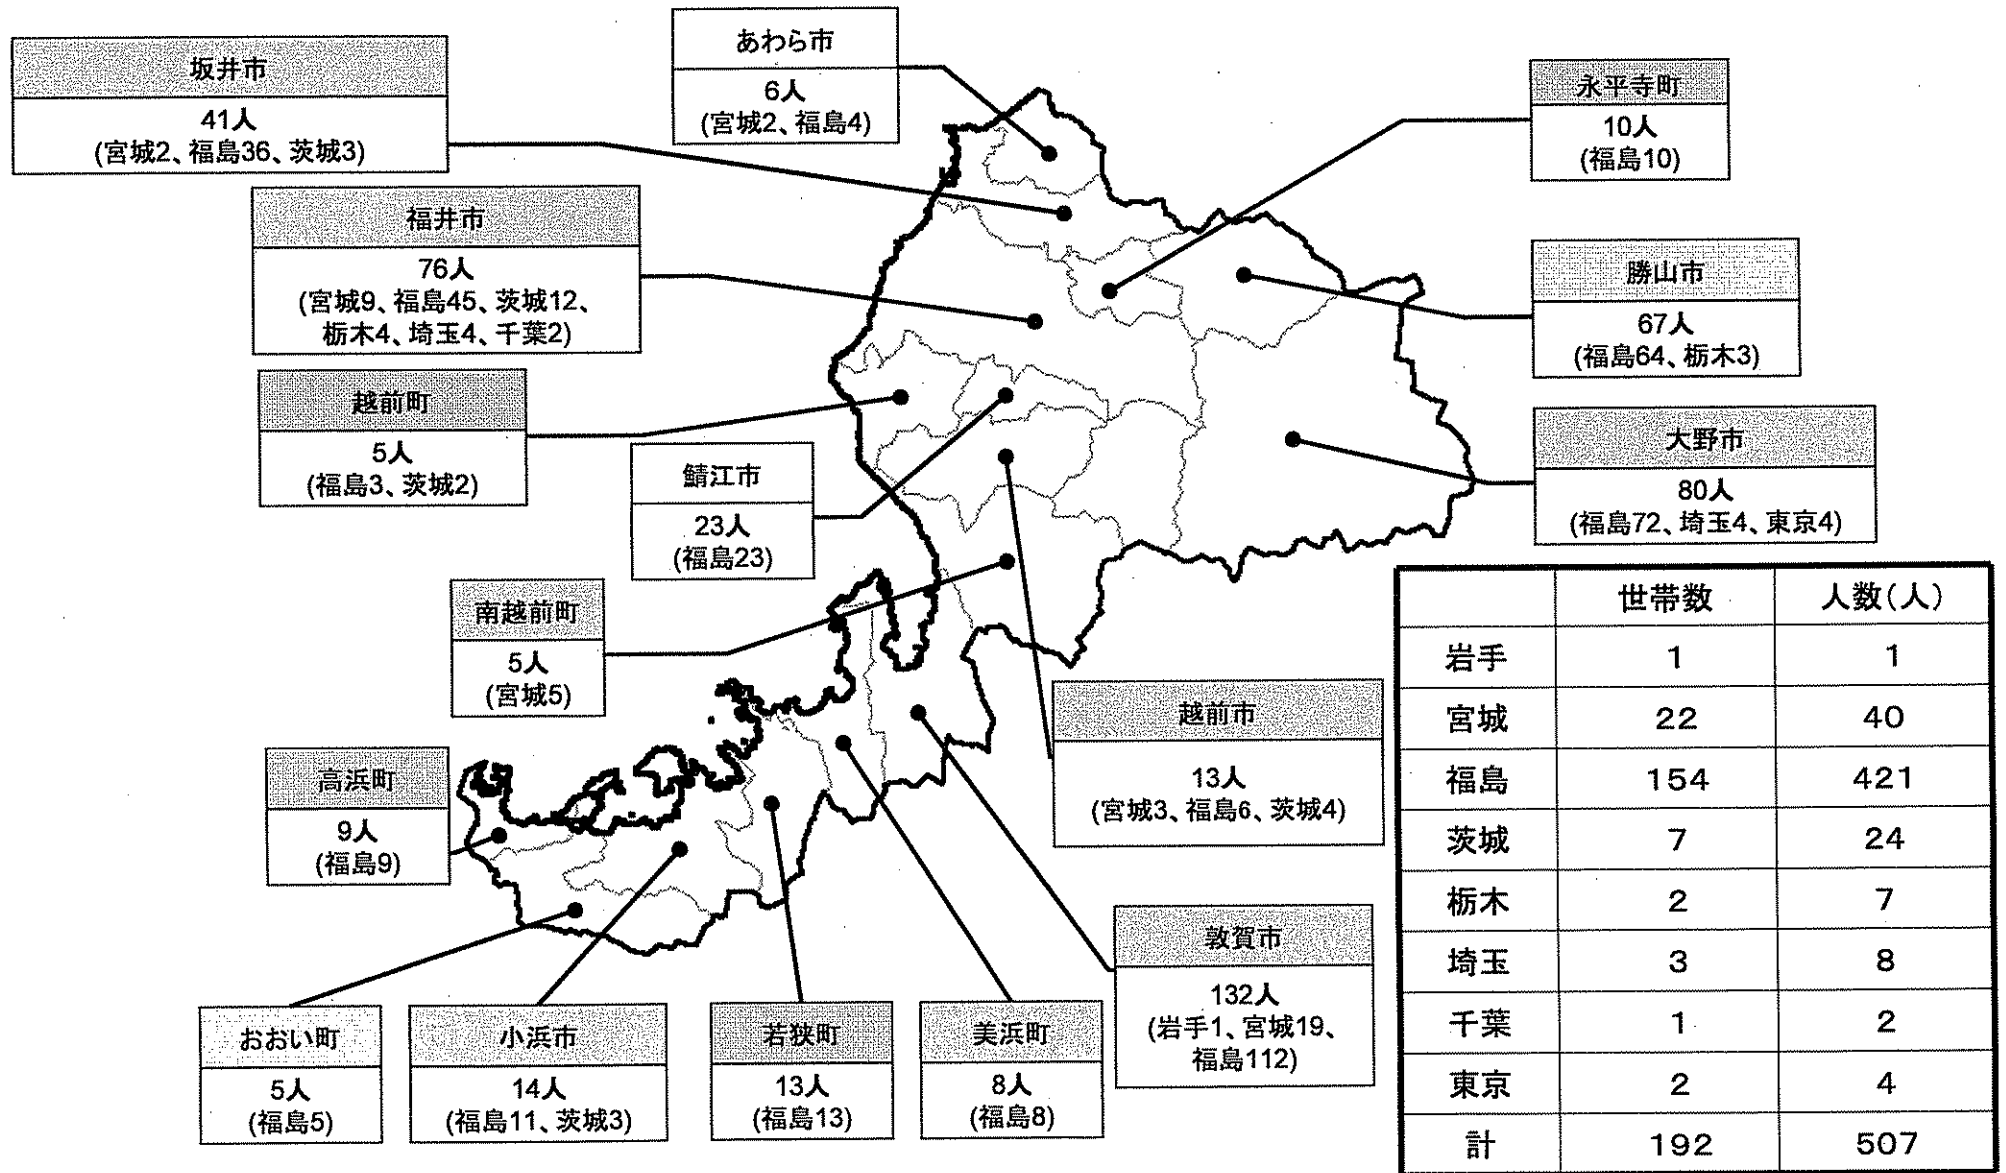 坂井市
41人
(宮城2、福島36、茨城3)
あわら市
6人
(宮城2、福島4)
永平寺町
10人
(福島10)
福井市
76人
(宮城9、福島45、茨城12、
栃木4、埼玉4、千葉2)
勝山市
67人
(福島64、栃木3)
越前町
5人
(福島3、茨城2)
鯖江市
23人
(福島23)
大野市
80人
(福島72、埼玉4、東京4)
南越前町
5人
(宮城5)
越前市
13人
(宮城3、福島6、茨城4)
高浜町
9人
(福島9)
敦賀市
132人
(岩手1、宮城19、
福島112)
おおい町
5人
(福島5)
小浜市
14人
(福島11、茨城3)
若狭町
13人
(福島13)
美浜町
8人
(福島8)
世帯数 人数(人)
岩手 1 1
宮城 22 40
福島 154 421
茨城 7 24
栃木 2 7
埼玉 3 8
千葉 1 2
東京 2 4
計 192 507